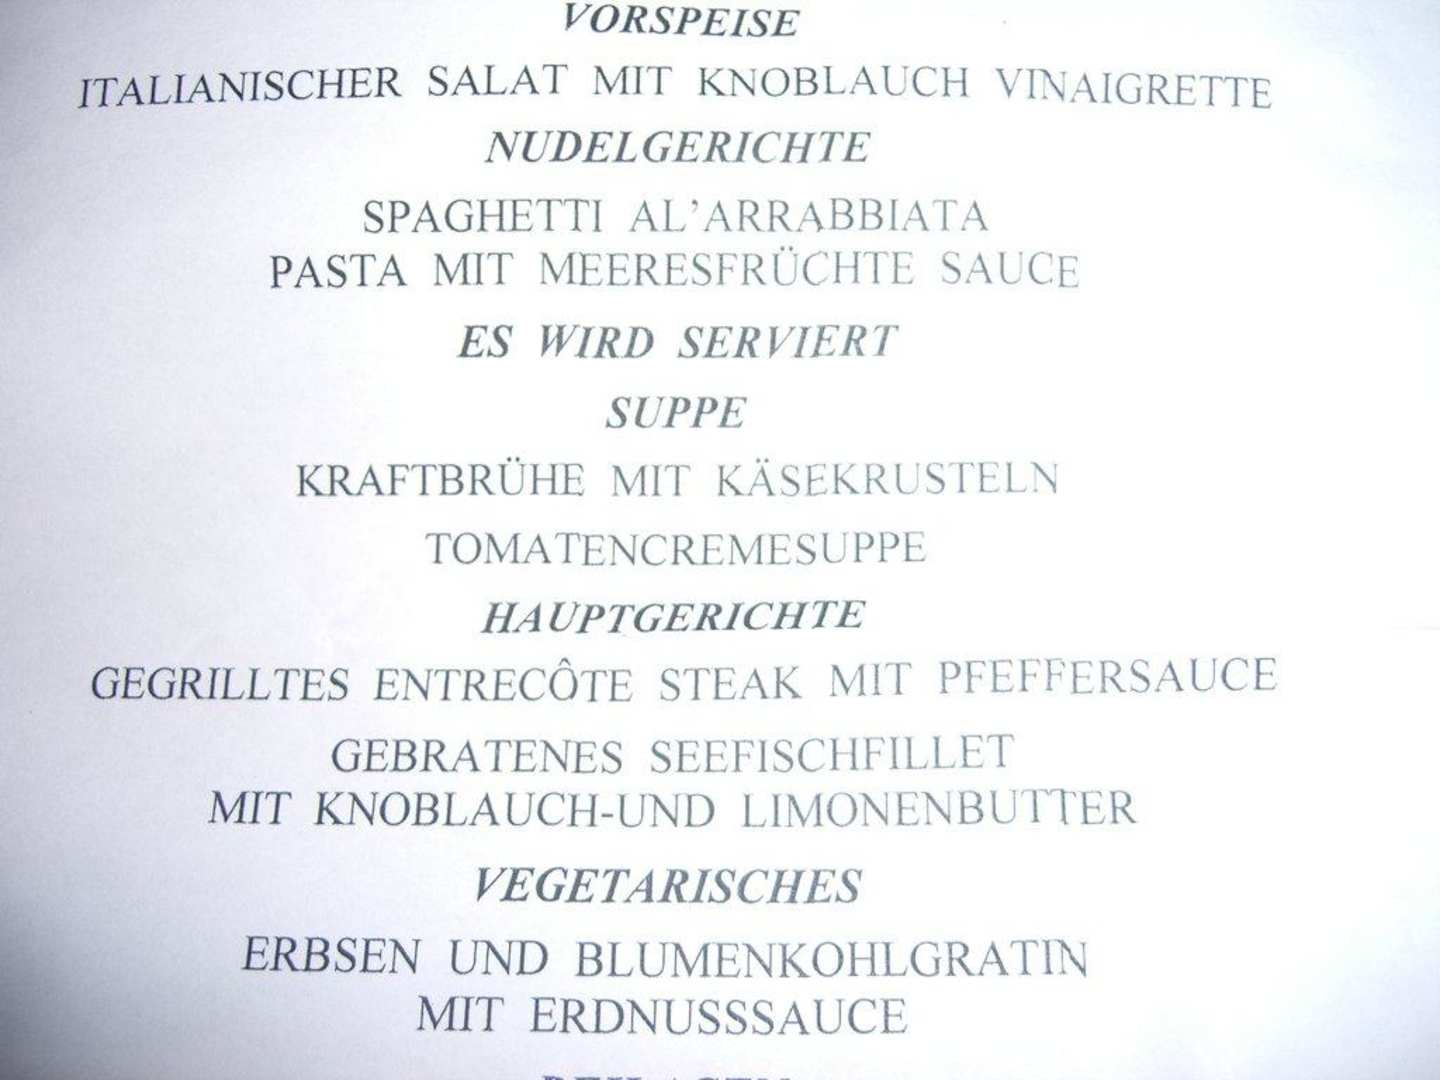 VORSPEISE
ITALIANISCHER SALAT MIT KNOBLAUCH VINAIGRETTE
NUDELGERICHTE
SPAGHETTI AL'ARRABBIATA
PASTA MIT MEERESFRÜCHTE SAUCE
ES WIRD SERVIERT
SUPPE
KRAFTBRÜHE MIT KÄSEKRUSTELN
TOMATENCREMESUPPE
HAUPTGERICHTE
GEGRILLTES ENTRECÔTE STEAK MIT PFEFFERSAUCE
GEBRATENES SEEFISCHFILLET
MIT KNOBLAUCH-UND LIMONENBUTTER
VEGETARISCHES
ERBSEN UND BLUMENKOHLGRATIN
MIT ERDNUSSSAUCE